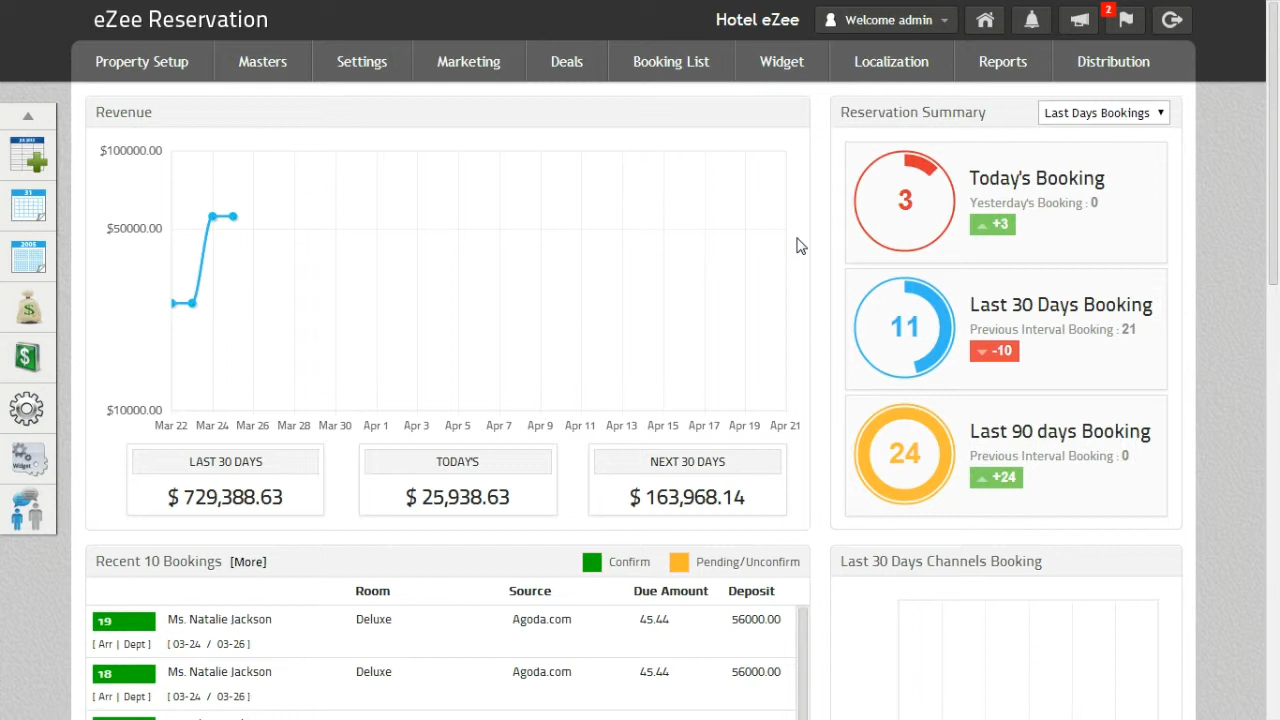 eZee Reservation
Hotel eZee
Welcome admin
2
Property Setup Masters Settings Marketing Deals Booking List Widget Localization Reports Distribution
Revenue
$100000.00
$50000.00
$10000.00
Mar 22 Mar 24 Mar 26 Mar 28 Mar 30 Apr 1 Apr 3 Apr 5 Apr 7 Apr 9 Apr 11 Apr 13 Apr 15 Apr 17 Apr 19 Apr 21
LAST 30 DAYS TODAY'S NEXT 30 DAYS
$ 729,388.63 $ 25,938.63 $ 163,968.14
Reservation Summary Last Days Bookings
3
Today's Booking
Yesterday's Booking : 0
+3
11
Last 30 Days Booking
Previous Interval Booking : 21
-10
24
Last 90 days Booking
Previous Interval Booking : 0
+24
31
2005
$
$
Widget
Recent 10 Bookings [More] Confirm Pending/Unconfirm
Room Source Due Amount Deposit
19 Ms. Natalie Jackson Deluxe Agoda.com 45.44 56000.00
[ Arr | Dept ] [ 03-24 / 03-26 ]
18 Ms. Natalie Jackson Deluxe Agoda.com 45.44 56000.00
[ Arr | Dept ] [ 03-24 / 03-26 ]
Last 30 Days Channels Booking